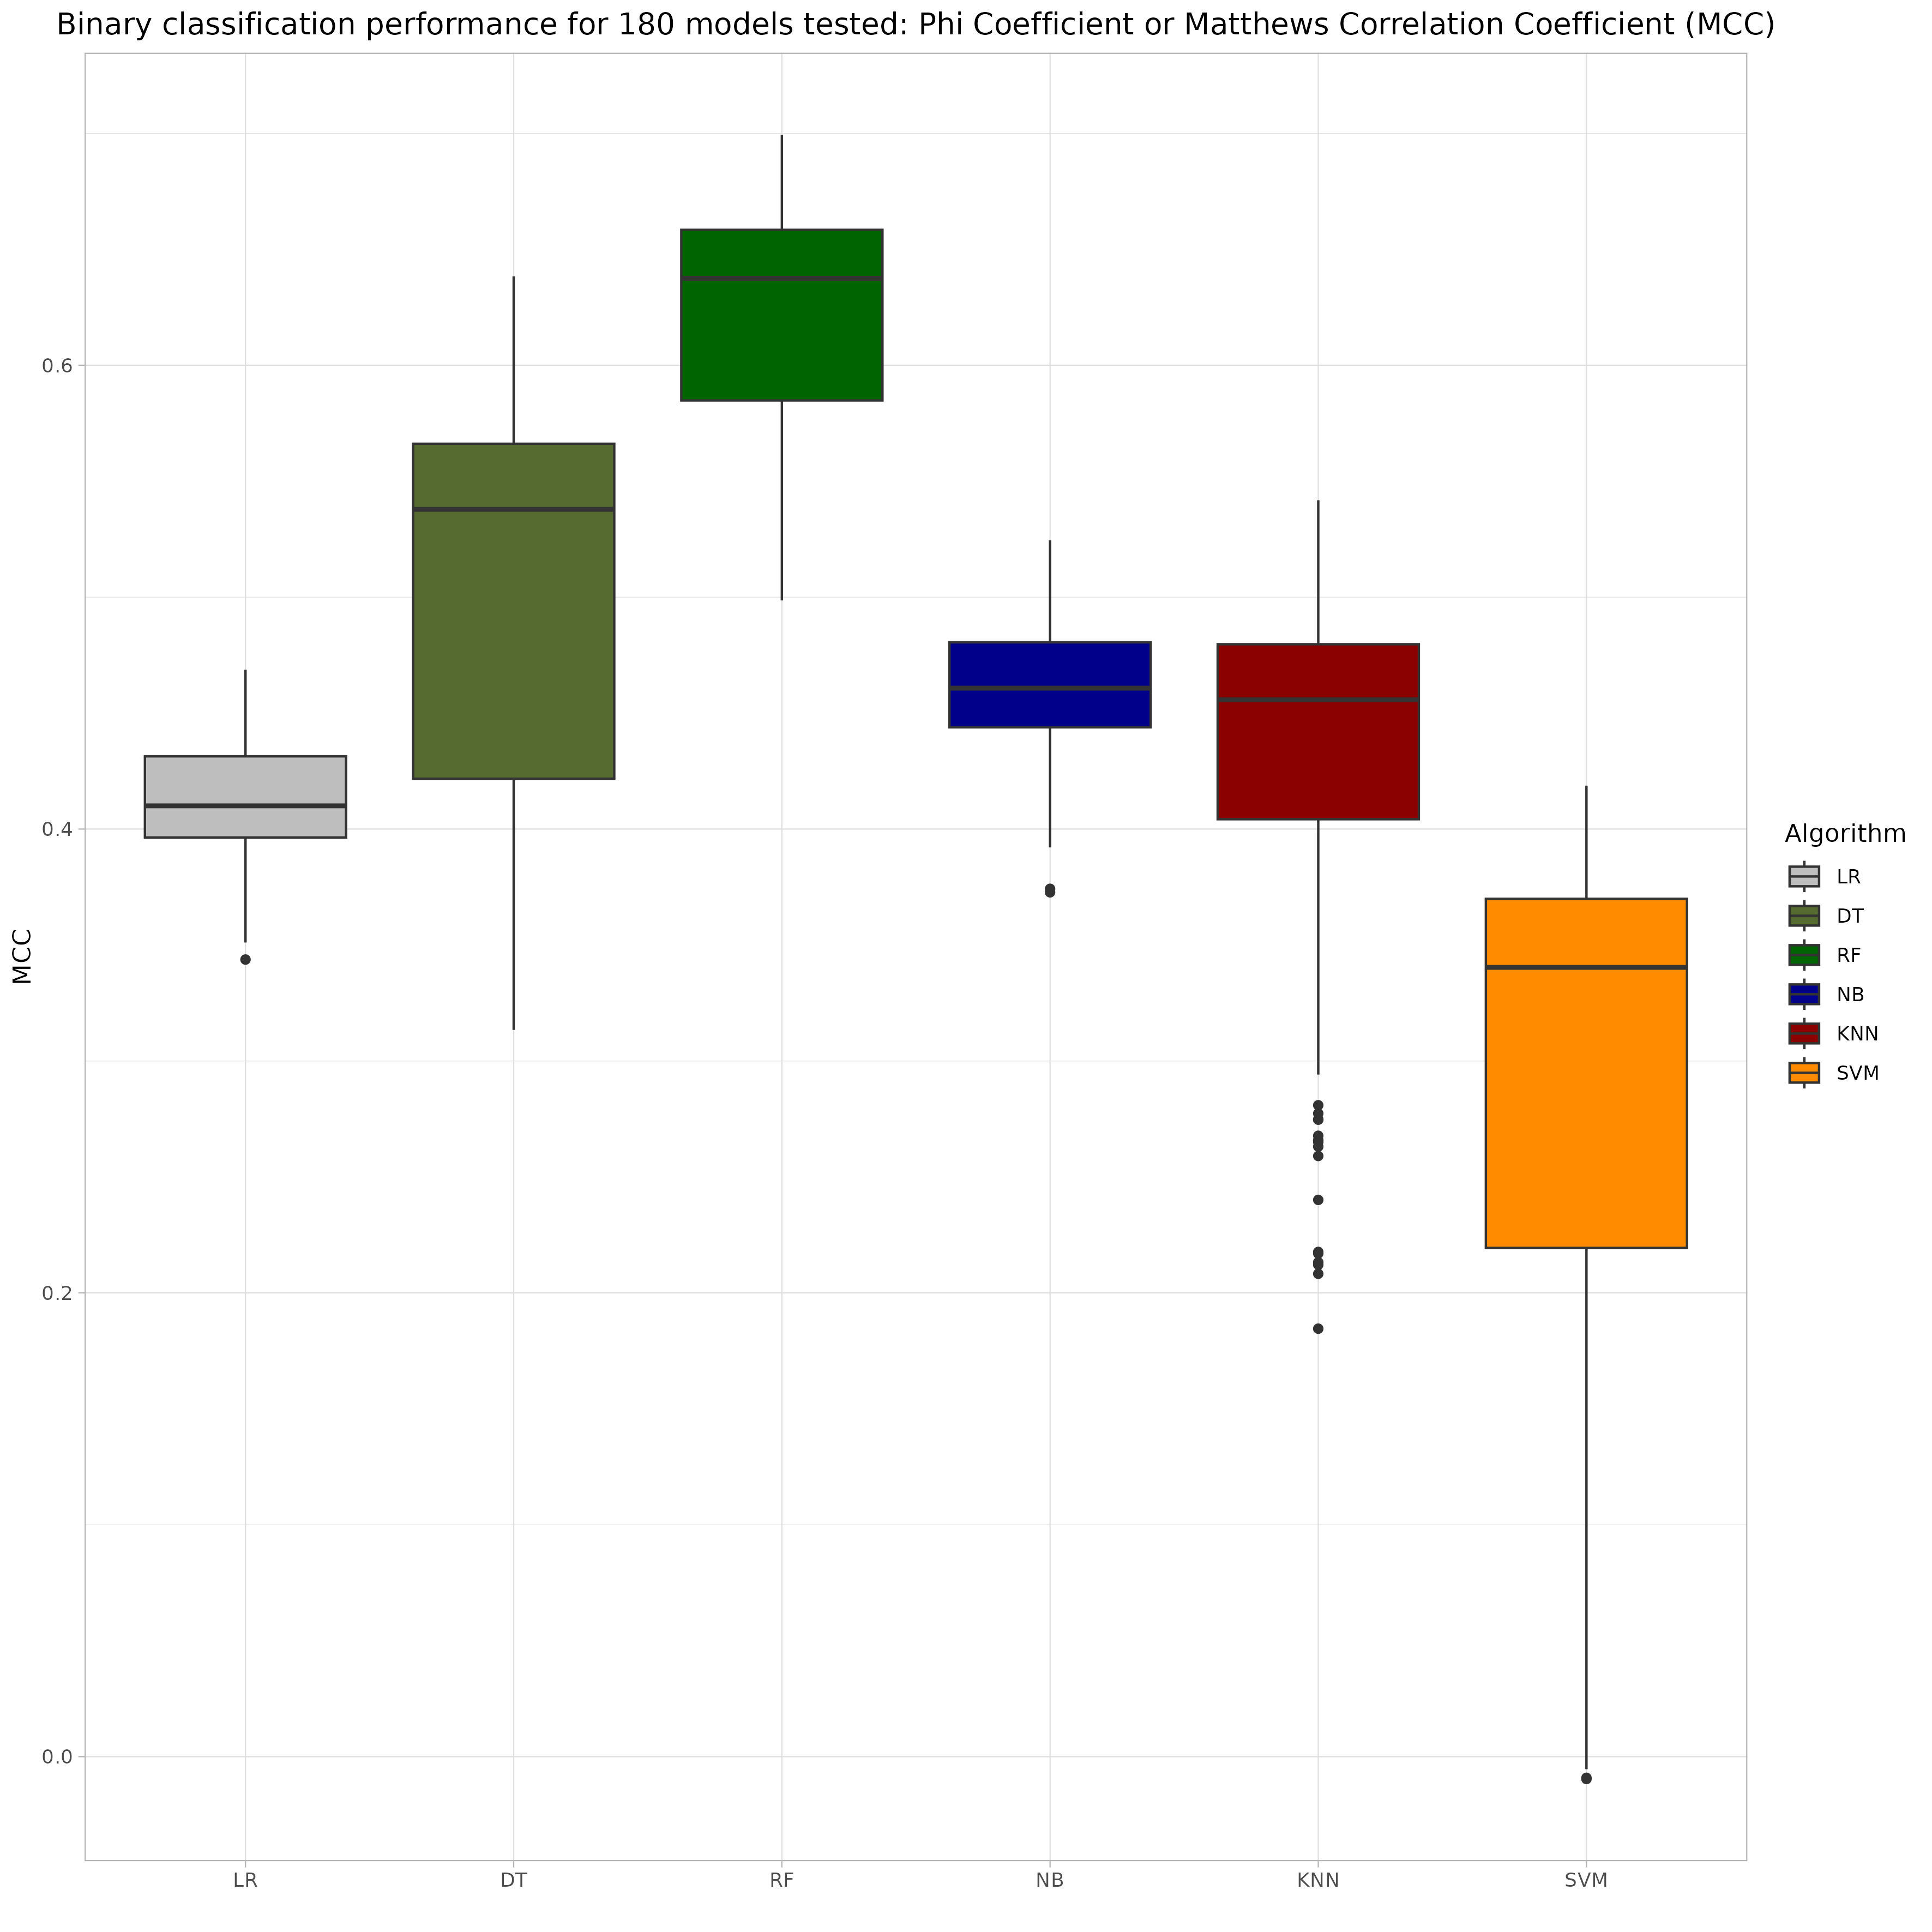 Binary classification performance for 180 models tested: Phi Coefficient or Matthews Correlation Coefficient (MCC)
MCC
0.6
0.4
0.2
0.0
LR
DT
RF
NB
KNN
SVM
Algorithm
LR
DT
RF
NB
KNN
SVM